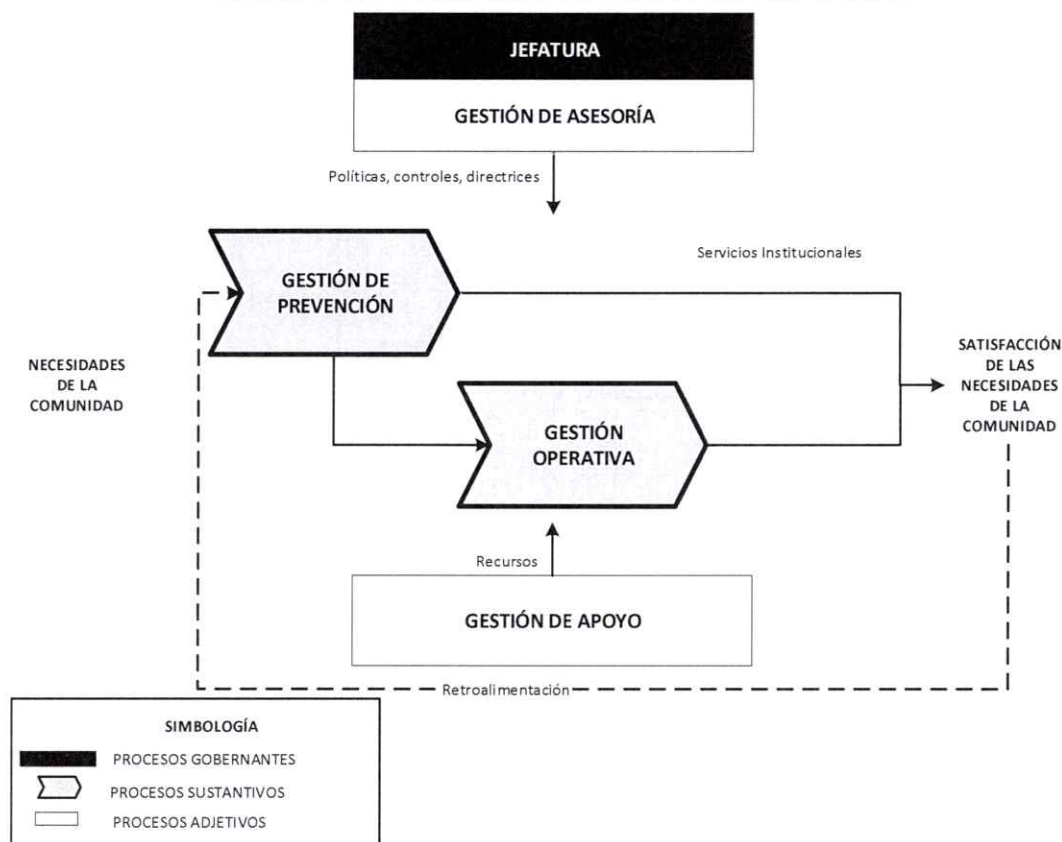 JEFATURA
GESTIÓN DE ASESORÍA
Políticas, controles, directrices
Servicios Institucionales
GESTIÓN DE
PREVENCIÓN
NECESIDADES
DE LA
COMUNIDAD
SATISFACCIÓN
DE LAS
NECESIDADES
DE LA
COMUNIDAD
GESTIÓN
OPERATIVA
Recursos
GESTIÓN DE APOYO
Retroalimentación
SIMBOLOGÍA
PROCESOS GOBERNANTES
PROCESOS SUSTANTIVOS
PROCESOS ADJETIVOS